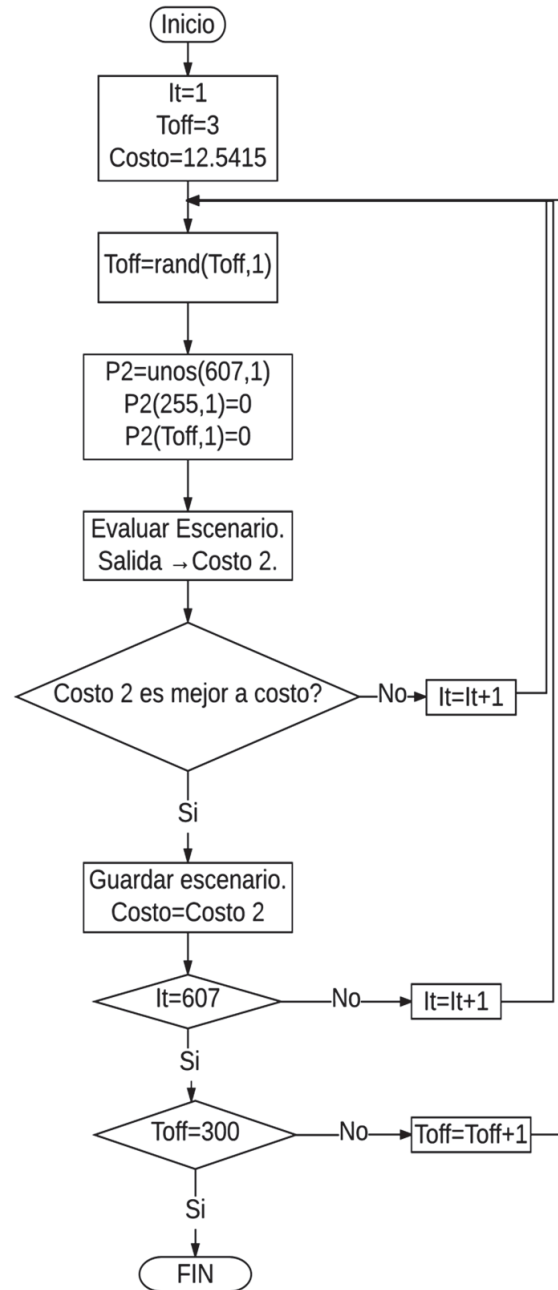 Inicio
It=1
Toff=3
Costo=12.5415
Toff=rand(Toff,1)
P2=unos(607,1)
P2(255,1)=0
P2(Toff,1)=0
Evaluar Escenario.
Salida →Costo 2.
Costo 2 es mejor a costo?
No
It=It+1
Si
Guardar escenario.
Costo=Costo 2
It=607
No
It=It+1
Si
Toff=300
No
Toff=Toff+1
Si
FIN